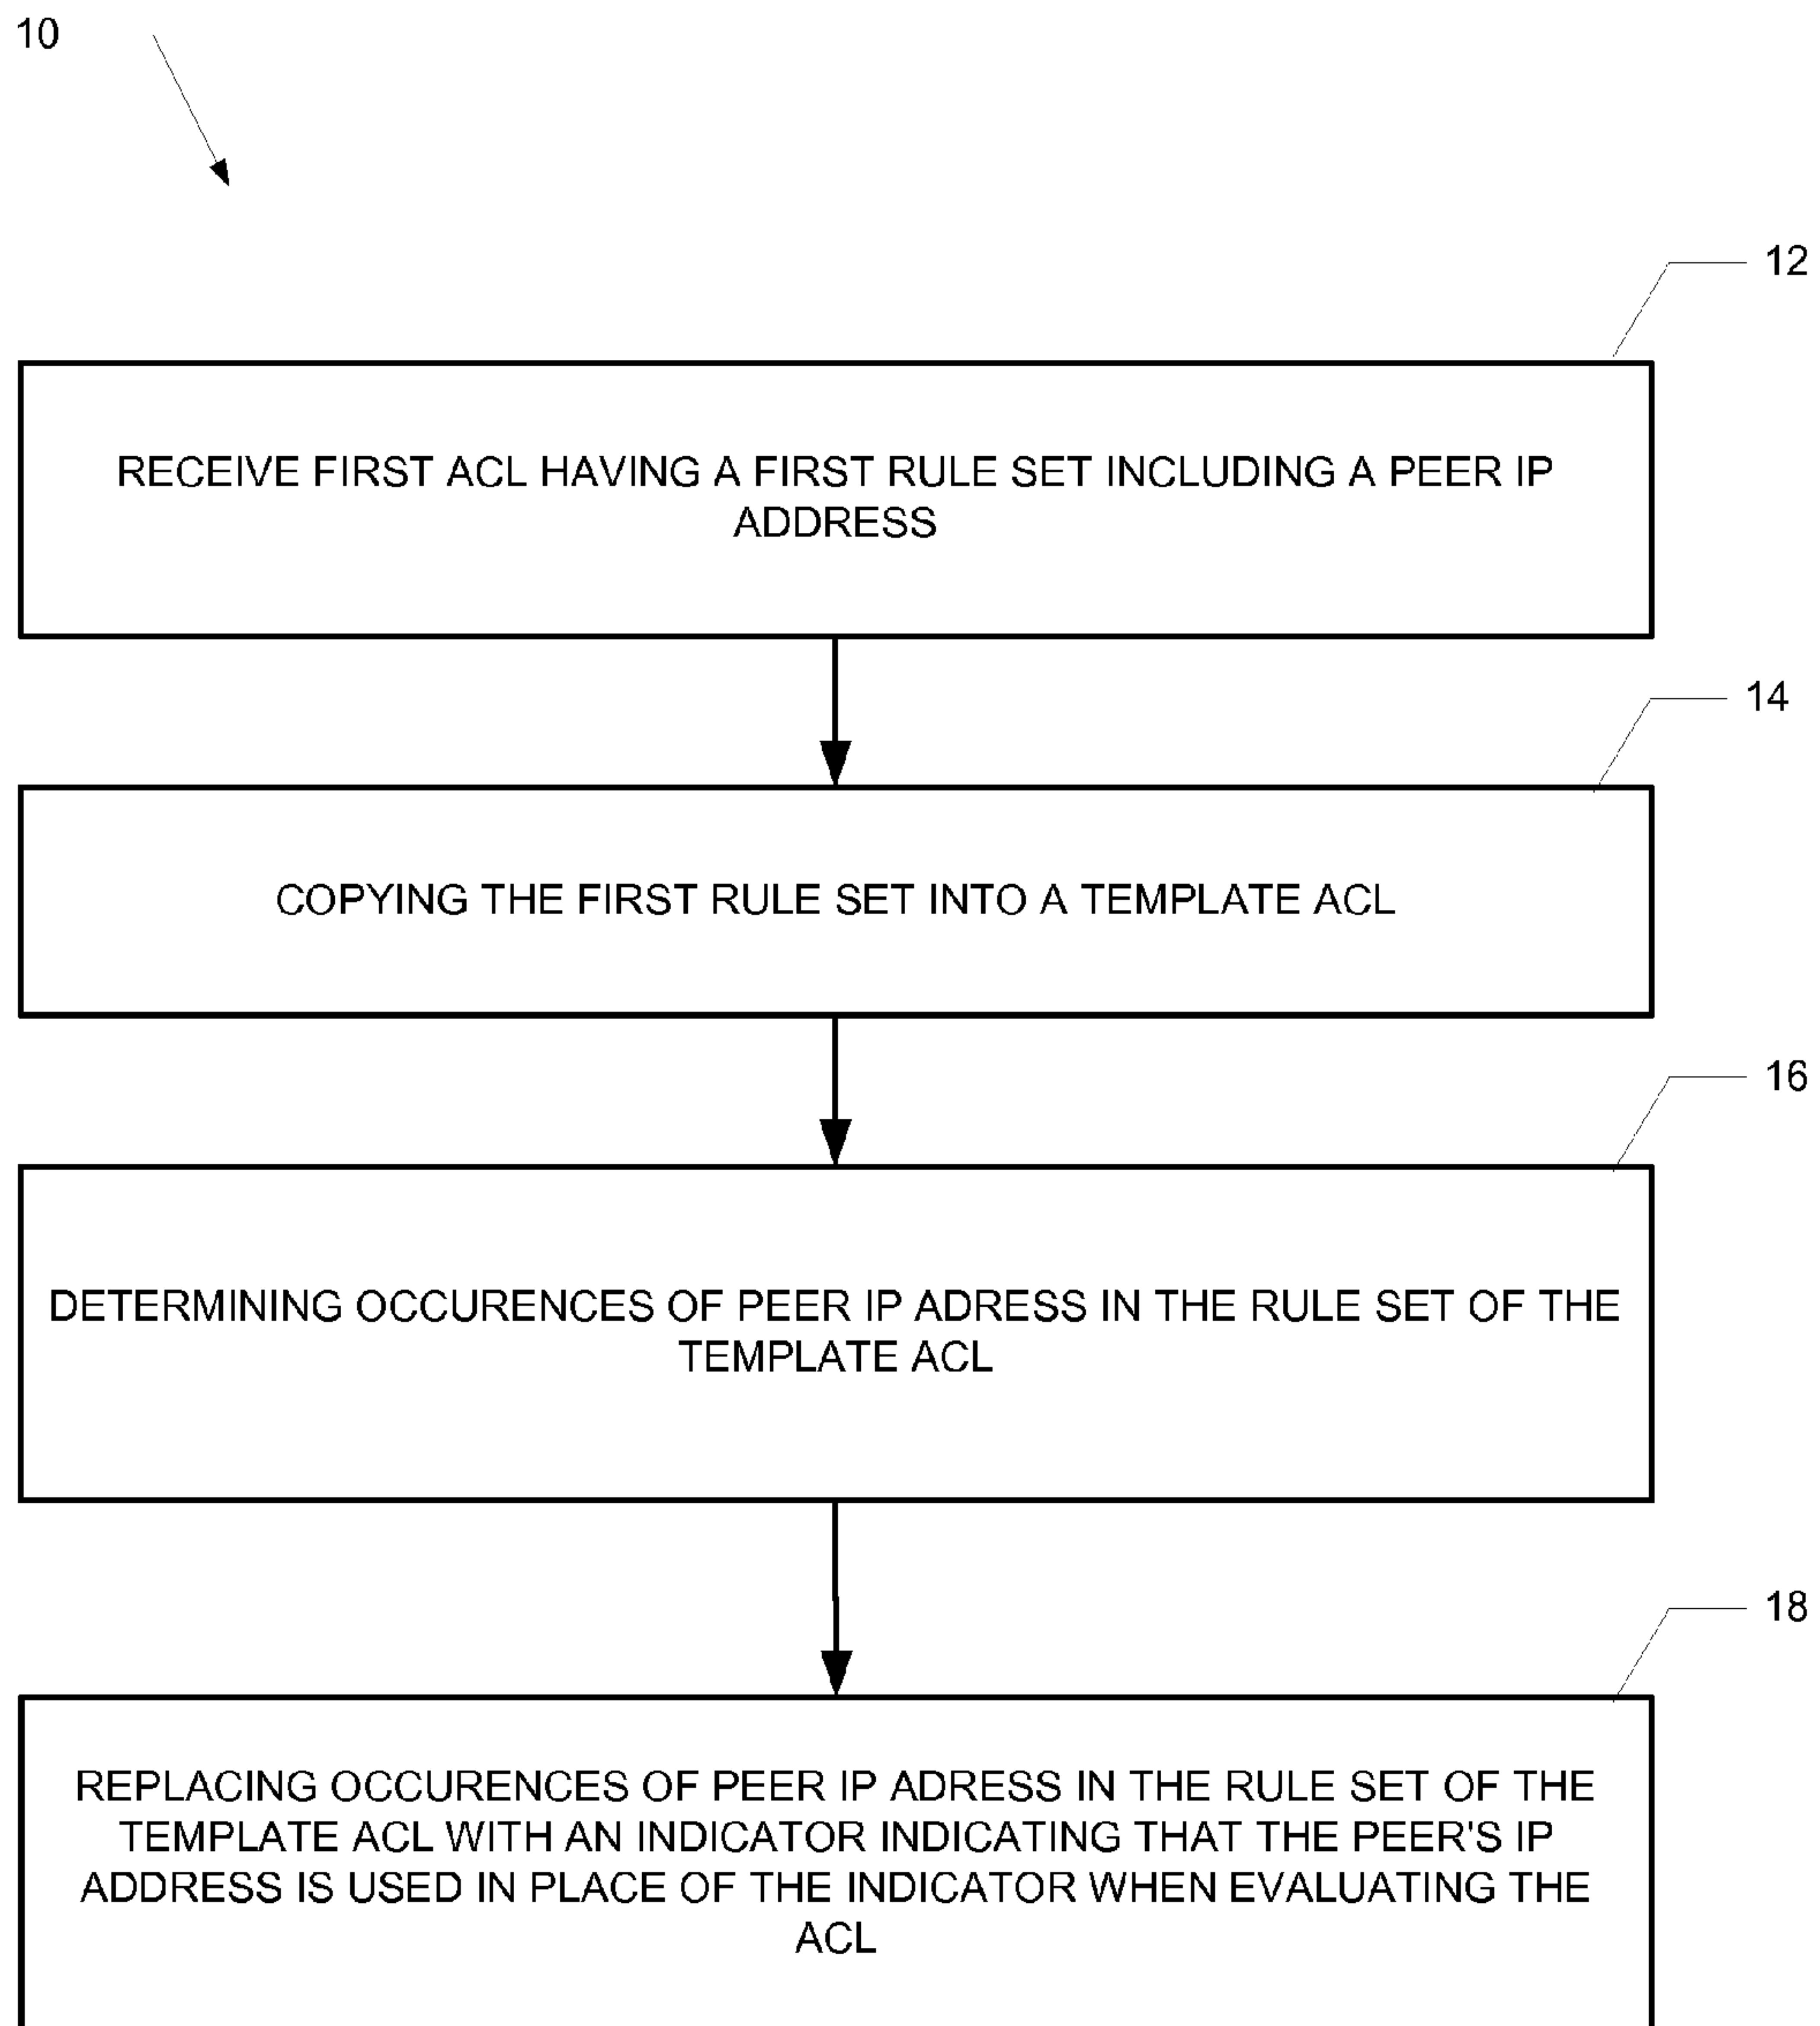 10
12
RECEIVE FIRST ACL HAVING A FIRST RULE SET INCLUDING A PEER IP
ADDRESS
14
COPYING THE FIRST RULE SET INTO A TEMPLATE ACL
16
DETERMINING OCCURENCES OF PEER IP ADRESS IN THE RULE SET OF THE
TEMPLATE ACL
18
REPLACING OCCURENCES OF PEER IP ADRESS IN THE RULE SET OF THE
TEMPLATE ACL WITH AN INDICATOR INDICATING THAT THE PEER'S IP
ADDRESS IS USED IN PLACE OF THE INDICATOR WHEN EVALUATING THE
ACL